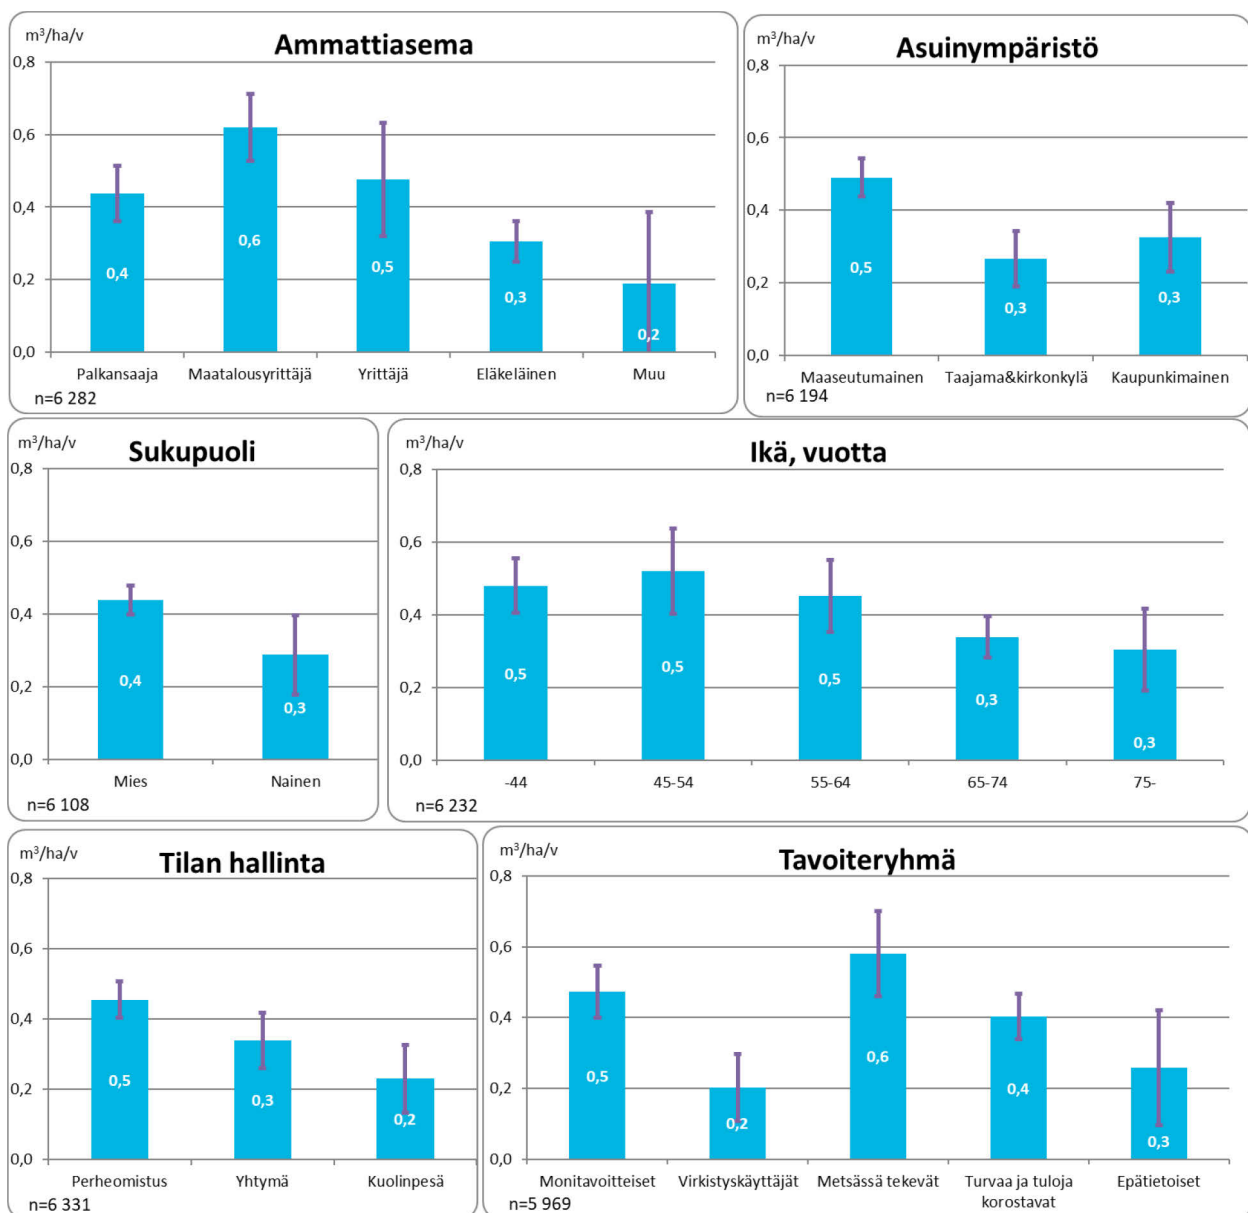 m³/ha/v
Ammattiasema
0,8
0,6
0,4
0,2
0,0
0,4
0,6
0,5
0,3
0,2
Palkansaaja Maatalousyrittäjä Yrittäjä Eläkeläinen Muu
n=6 282
m³/ha/v
Asuinympäristö
0,8
0,6
0,4
0,2
0,0
0,5
0,3
0,3
Maaseutumainen Taajama&kirkonkylä Kaupunkimainen
n=6 194
m³/ha/v
Sukupuoli
0,8
0,6
0,4
0,2
0,0
0,4
0,3
Mies Nainen
n=6 108
m³/ha/v
Ikä, vuotta
0,8
0,6
0,4
0,2
0,0
0,5
0,5
0,5
0,3
0,3
-44 45-54 55-64 65-74 75-
n=6 232
m³/ha/v
Tilan hallinta
0,8
0,6
0,4
0,2
0,0
0,5
0,3
0,2
Perheomistus Yhtymä Kuolinpesä
n=6 331
m³/ha/v
Tavoiteryhmä
0,8
0,6
0,4
0,2
0,0
0,5
0,2
0,6
0,4
0,3
Monitavoitteiset Virkistyskäyttäjät Metsässä tekevät Turvaa ja tuloja Epätietoiset
korostavat
n=5 969